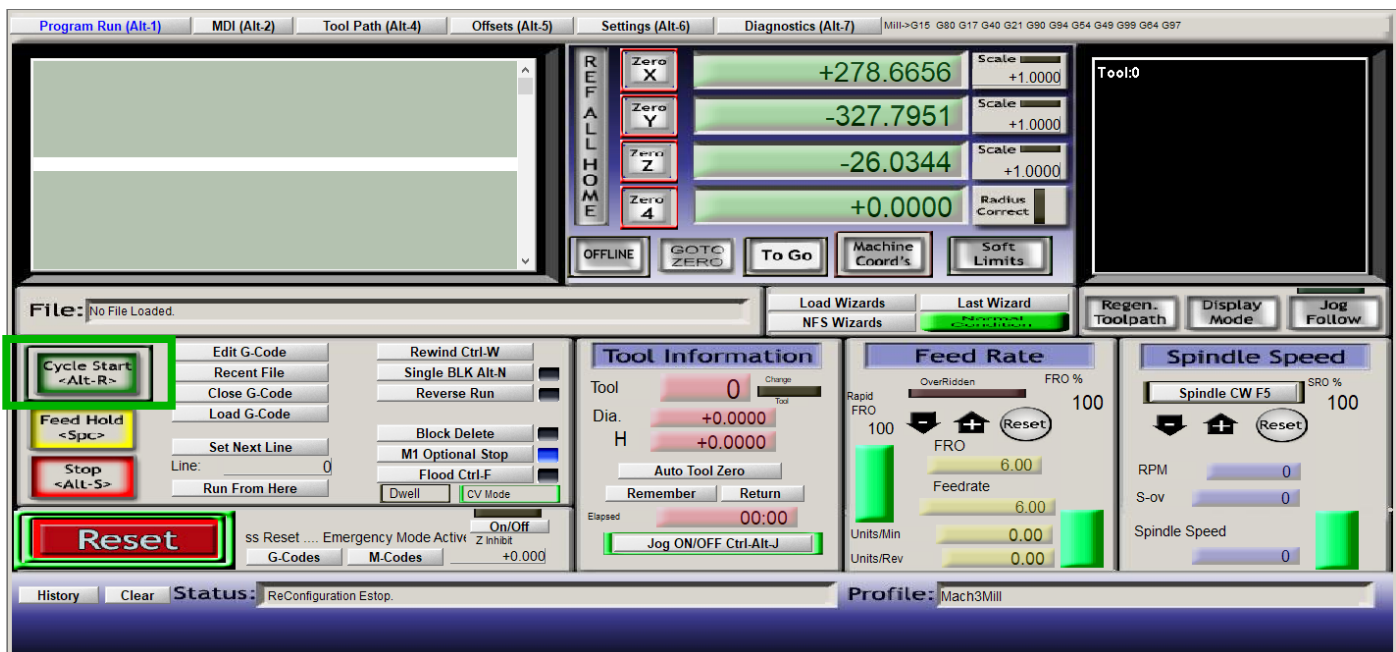 Program Run (Alt-1) MDI (Alt-2) Tool Path (Alt-4) Offsets (Alt-5) Settings (Alt-6) Diagnostics (Alt-7) Mill->G15 G80 G17 G40 G21 G90 G94 G54 G49 G99 G64 G97
REF ALL HOME
Zero X +278.6656 Scale +1.0000
Zero Y -327.7951 Scale +1.0000
Zero Z -26.0344 Scale +1.0000
Zero 4 +0.0000 Radius Correct
OFFLINE GOTO ZERO To Go Machine Coord's Soft Limits
Tool:0
File: No File Loaded.
Load Wizards Last Wizard
NFS Wizards Normal Condition
Regen. Toolpath Display Mode Jog Follow
Cycle Start
<Alt-R>
Feed Hold
<Spc>
Stop
<Alt-S>
Edit G-Code
Recent File
Close G-Code
Load G-Code
Set Next Line
Line: 0
Run From Here
Rewind Ctrl-W
Single BLK Alt-N
Reverse Run
Block Delete
M1 Optional Stop
Flood Ctrl-F
Dwell CV Mode
Reset
ss Reset .... Emergency Mode Active
On/Off
Z Inhibit
+0.000
G-Codes M-Codes
Tool Information
Tool 0 Change Tool
Dia. +0.0000
H +0.0000
Auto Tool Zero
Remember Return
Elapsed 00:00
Jog ON/OFF Ctrl-Alt-J
Feed Rate
OverRidden FRO %
100
Rapid
FRO
100
Reset
FRO
6.00
Feedrate
6.00
Units/Min 0.00
Units/Rev 0.00
Spindle Speed
Spindle CW F5 SRO %
100
Reset
RPM 0
S-ov 0
Spindle Speed
0
History Clear Status: ReConfiguration Estop.
Profile: Mach3Mill